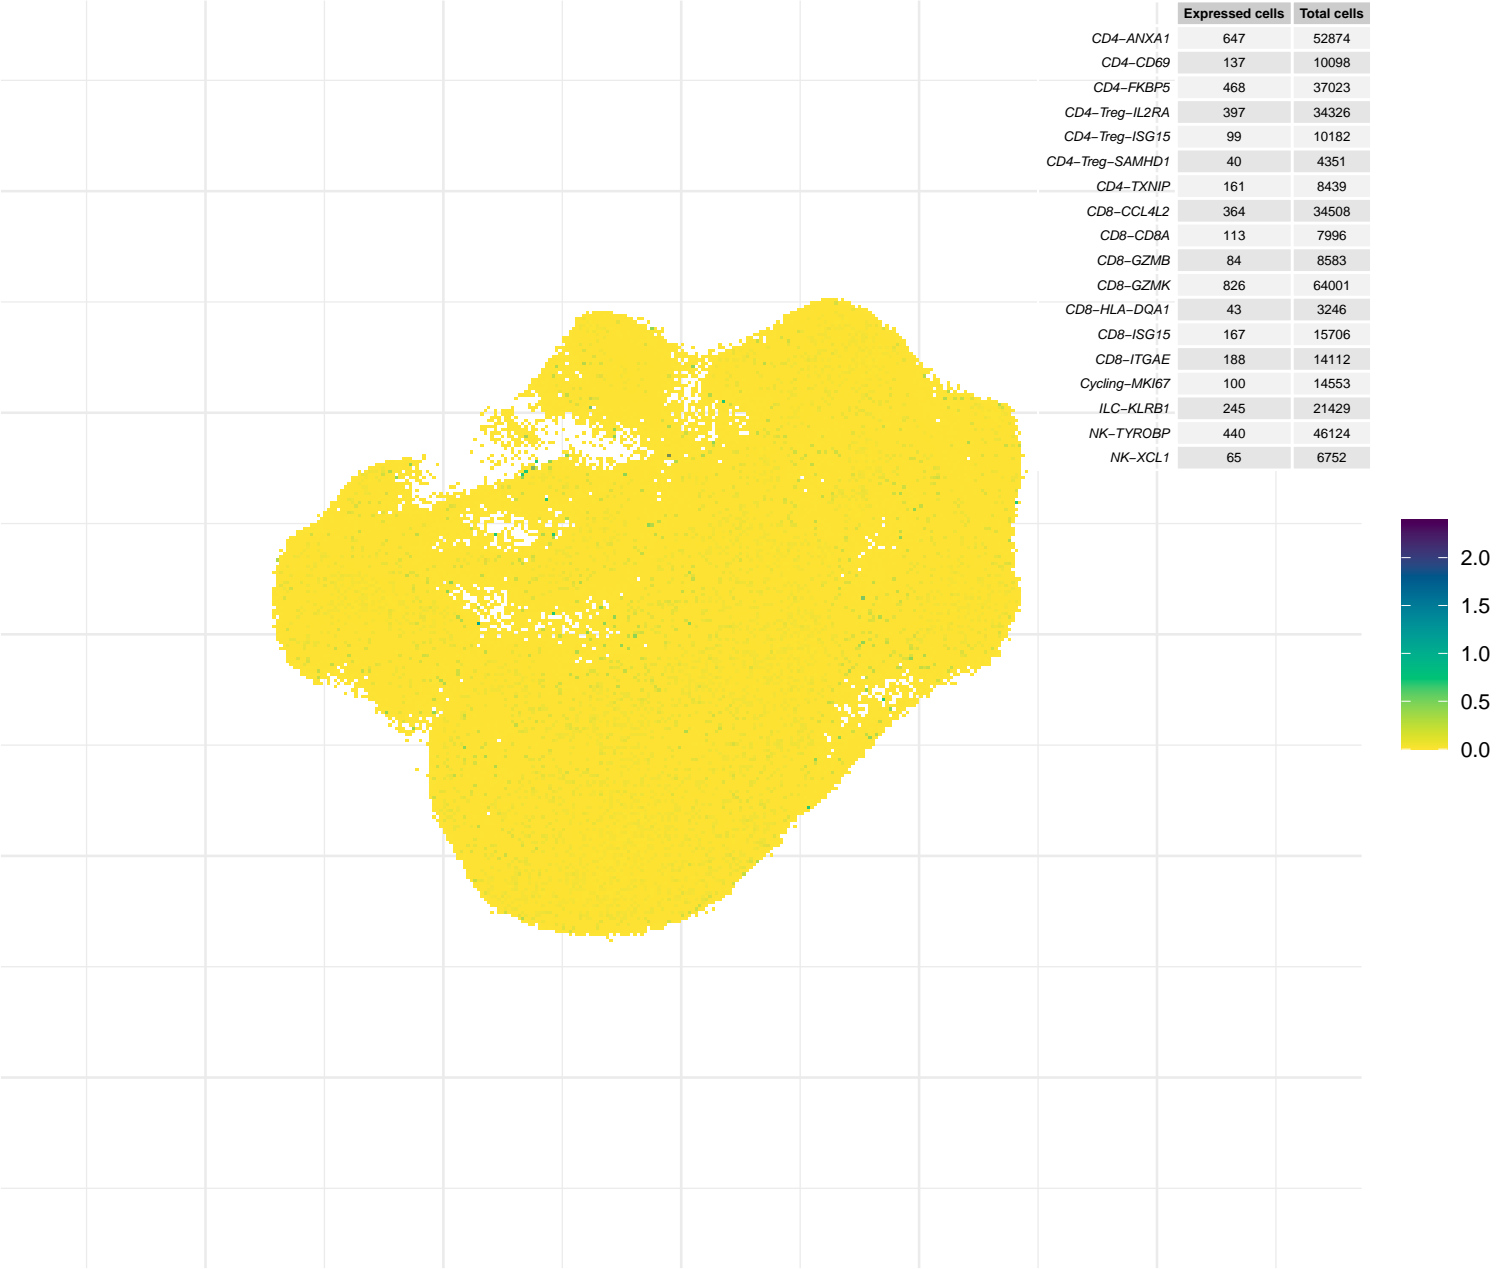 Expressed cells Total cells
CD4−ANXA1 647 52874
CD4−CD69 137 10098
CD4−FKBP5 468 37023
CD4−Treg−IL2RA 397 34326
CD4−Treg−ISG15 99 10182
CD4−Treg−SAMHD1 40 4351
CD4−TXNIP 161 8439
CD8−CCL4L2 364 34508
CD8−CD8A 113 7996
CD8−GZMB 84 8583
CD8−GZMK 826 64001
CD8−HLA−DQA1 43 3246
CD8−ISG15 167 15706
CD8−ITGAE 188 14112
Cycling−MKI67 100 14553
ILC−KLRB1 245 21429
NK−TYROBP 440 46124
NK−XCL1 65 6752
2.0
1.5
1.0
0.5
0.0